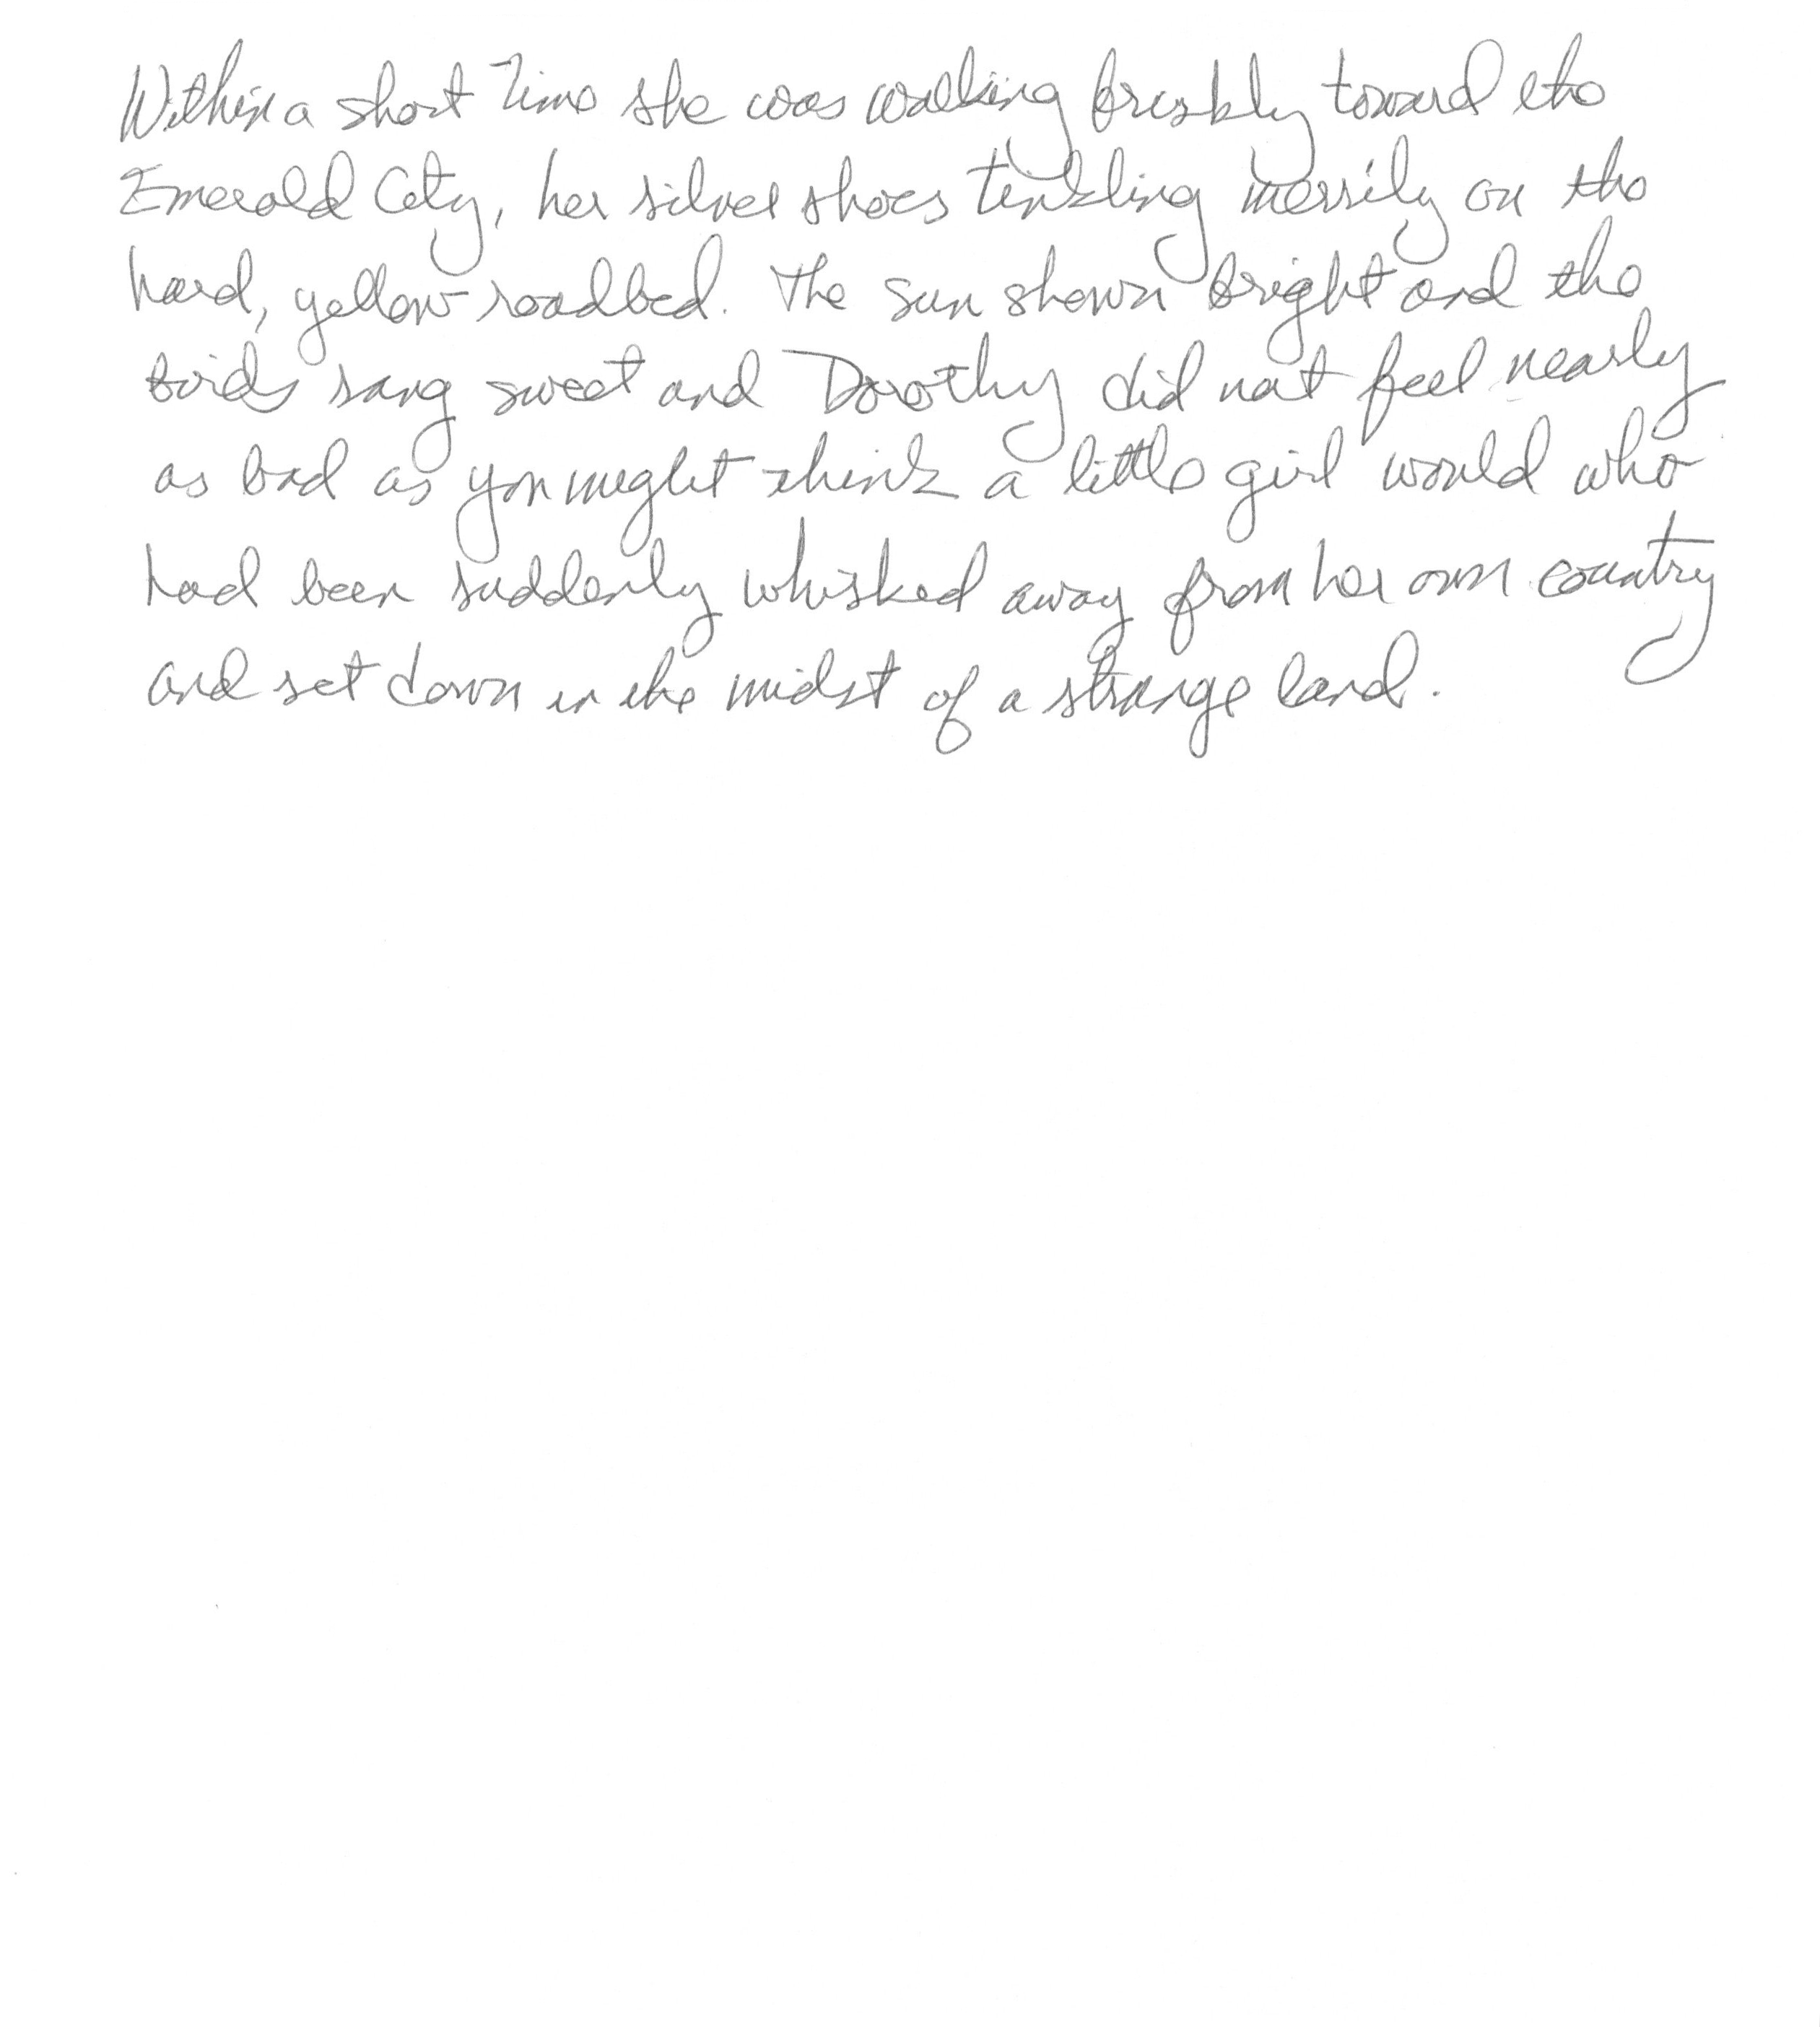 Within a short time she was walking briskly toward the
Emerald City, her silver shoes tinkling merrily on the
hard, yellow roadbed. The sun shown bright and the
birds sang sweet and Dorothy did not feel nearly
as bad as you might think a little girl would who
had been suddenly whisked away from her own country
and set down in the midst of a strange land.